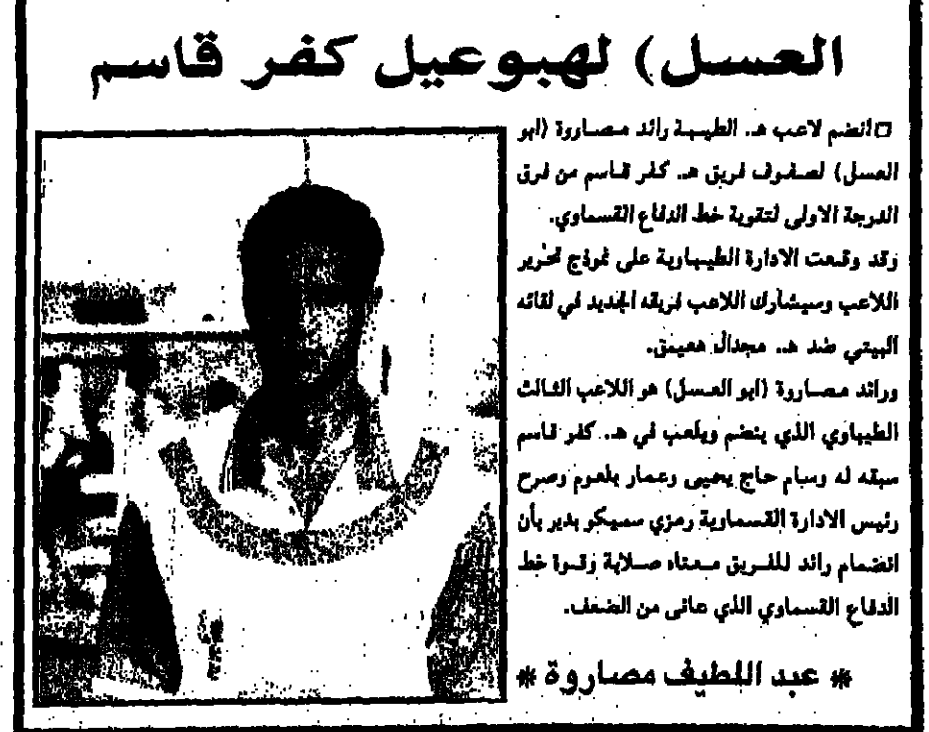 العسل) لهبوعيل كفر قاسم
□ انضم لاعب هـ. الطيبة رائد مصاروة (ابو
العسل) لصفوف فريق هـ. كفر قاسم من فرق
الدرجة الاولى لتقوية خط الدفاع القسماوي.
وقد وقعت الادارة الطيباوية على نموذج تحرير
اللاعب وسيشارك اللاعب فريقه الجديد في لقائه
البيتي ضد هـ. مجدال هعيمق.
ورائد مصاروة (ابو العسل) هو اللاعب الثالث
الطيباوي الذي ينضم ويلعب في هـ. كفر قاسم
سبقه له وسام حاج يحيى وعمار بلعوم وصرح
رئيس الادارة القسماوية رمزي سميكو بدير بأن
انضمام رائد للفريق معناه صلابة وقوة خط
الدفاع القسماوي الذي عانى من الضعف.
* عبد اللطيف مصاروة *